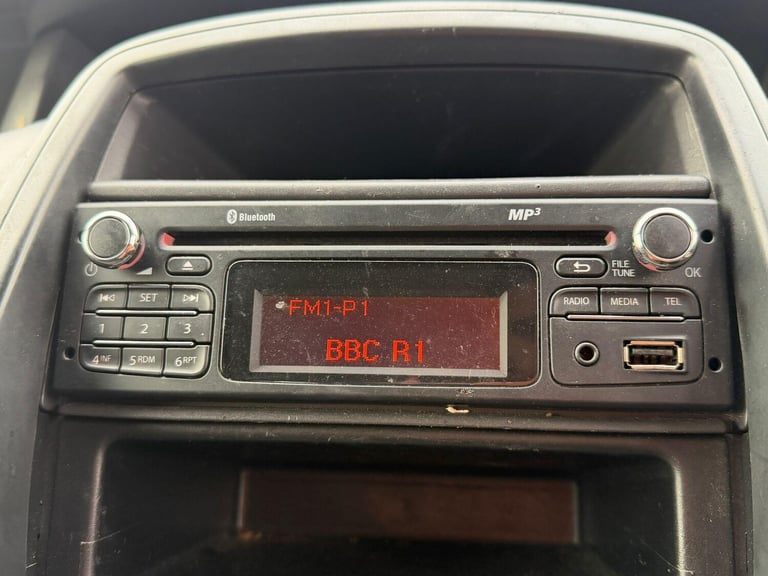 Bluetooth
MP3
FILE
TUNE
OK
SET
RADIO MEDIA TEL
1 2 3
4 INF 5 RDM 6 RPT
FM1-P1
BBC R1